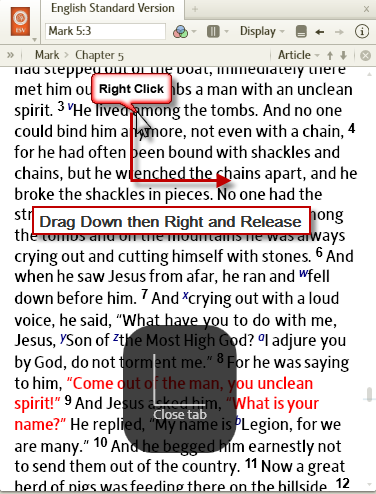 English Standard Version
ESV
Mark 5:3 Display
» Mark > Chapter 5 Article
had stepped out of the boat, immediately there
met him a man with an unclean
Right Click
spirit. 3 vHe lived among the tombs. And no one
could bind him anymore, not even with a chain, 4
for he had often been bound with shackles and
chains, but he wrenched the chains apart, and he
broke the shackles in pieces. No one had the
Drag Down then Right and Release
the tombs and on the mountains he was always
crying out and cutting himself with stones. 6 And
when he saw Jesus from afar, he ran and wfell
down before him. 7 And xcrying out with a loud
voice, he said, “What have you to do with me,
Jesus, ySon of zthe Most High God? aI adjure you
by God, do not torment me.” 8 For he was saying
to him, “Come out of the man, you unclean
spirit!” 9 And Jesus asked him, “What is your
name?” He replied, “My name is bLegion, for we
Close tab
are many.” 10 And he begged him earnestly not
to send them out of the country. 11 Now a great
herd of pigs was feeding there on the hillside, 12